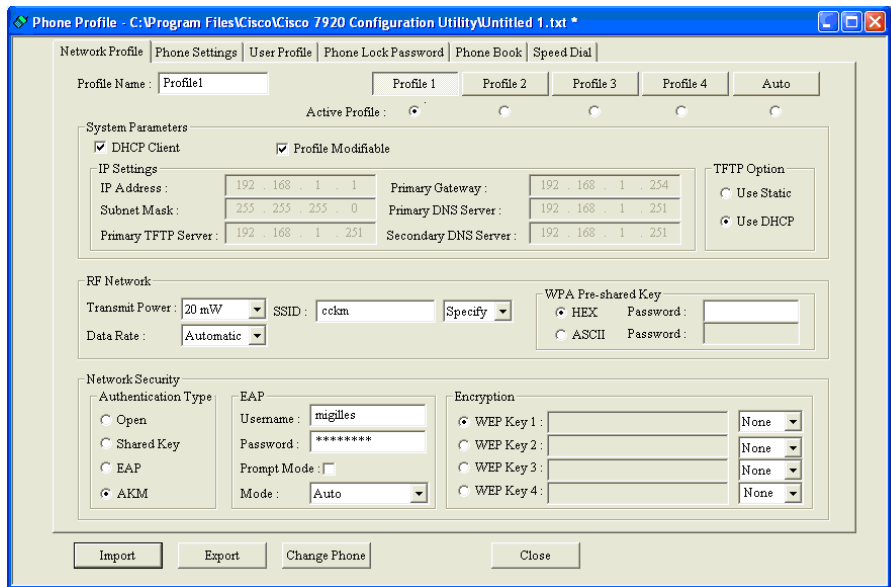 Phone Profile - C:\Program Files\Cisco\Cisco 7920 Configuration Utility\Untitled 1.txt *
Network Profile Phone Settings User Profile Phone Lock Password Phone Book Speed Dial
Profile Name : Profile1 Profile 1 Profile 2 Profile 3 Profile 4 Auto
Active Profile :
System Parameters
DHCP Client Profile Modifiable
IP Settings TFTP Option
IP Address : 192 . 168 . 1 . 1 Primary Gateway : 192 . 168 . 1 . 254 Use Static
Subnet Mask : 255 . 255 . 255 . 0 Primary DNS Server : 192 . 168 . 1 . 251 Use DHCP
Primary TFTP Server : 192 . 168 . 1 . 251 Secondary DNS Server : 192 . 168 . 1 . 251
RF Network
WPA Pre-shared Key
Transmit Power : 20 mW SSID : cckm Specify HEX Password :
Data Rate : Automatic ASCII Password :
Network Security
Authentication Type EAP Encryption
Open Username : migilles WEP Key 1 : None
Shared Key Password : ******** WEP Key 2 : None
EAP Prompt Mode : WEP Key 3 : None
AKM Mode : Auto WEP Key 4 : None
Import Export Change Phone Close